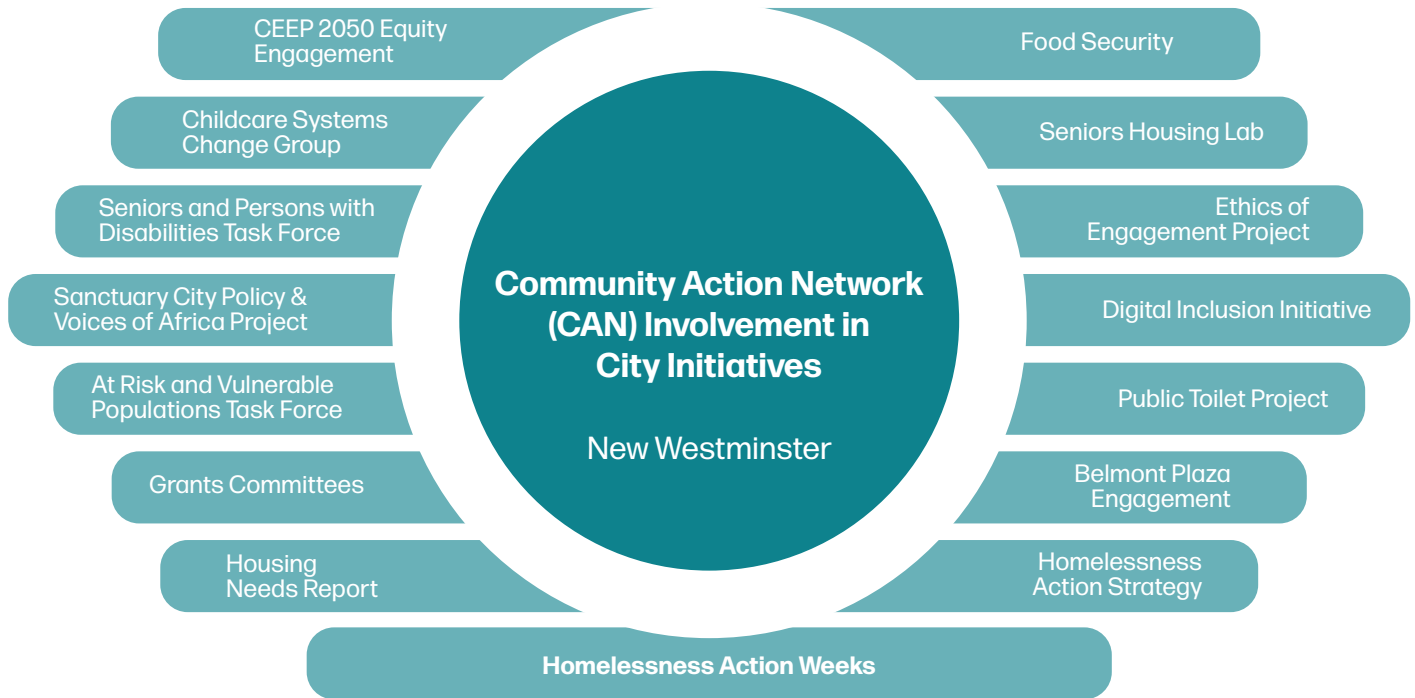 CEEP 2050 Equity
Engagement
Childcare Systems
Change Group
Seniors and Persons with
Disabilities Task Force
Sanctuary City Policy &
Voices of Africa Project
At Risk and Vulnerable
Populations Task Force
Grants Committees
Housing
Needs Report
Community Action Network
(CAN) Involvement in
City Initiatives
New Westminster
Food Security
Seniors Housing Lab
Ethics of
Engagement Project
Digital Inclusion Initiative
Public Toilet Project
Belmont Plaza
Engagement
Homelessness
Action Strategy
Homelessness Action Weeks